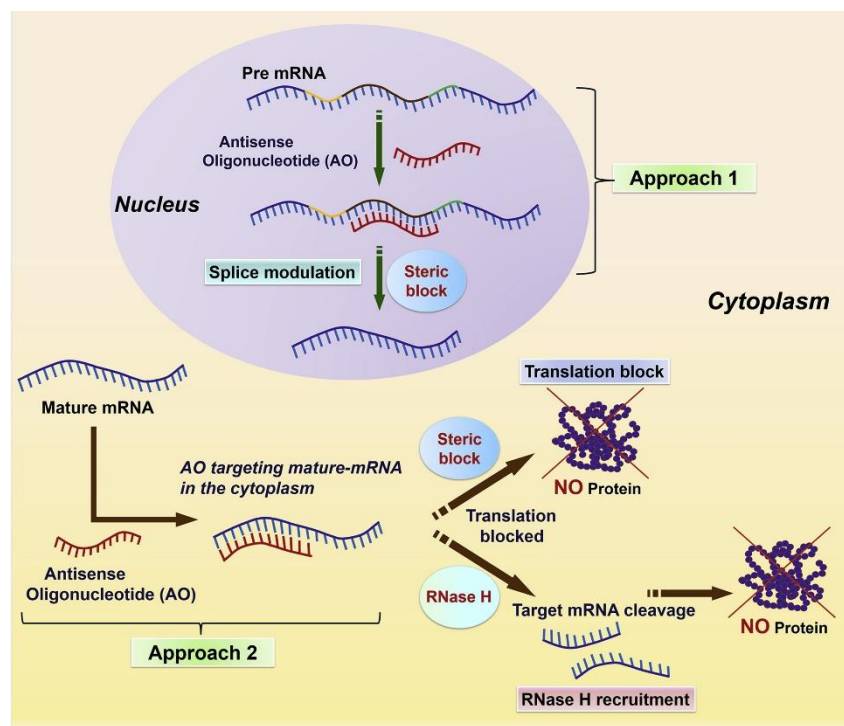 Pre mRNA
Antisense
Oligonucleotide (AO)
Approach 1
Nucleus
Splice modulation
Steric
block
Cytoplasm
Mature mRNA
Translation block
Steric
block
NO Protein
AO targeting mature-mRNA
in the cytoplasm
Translation
blocked
Antisense
Oligonucleotide (AO)
RNase H
Target mRNA cleavage
NO Protein
Approach 2
RNase H recruitment